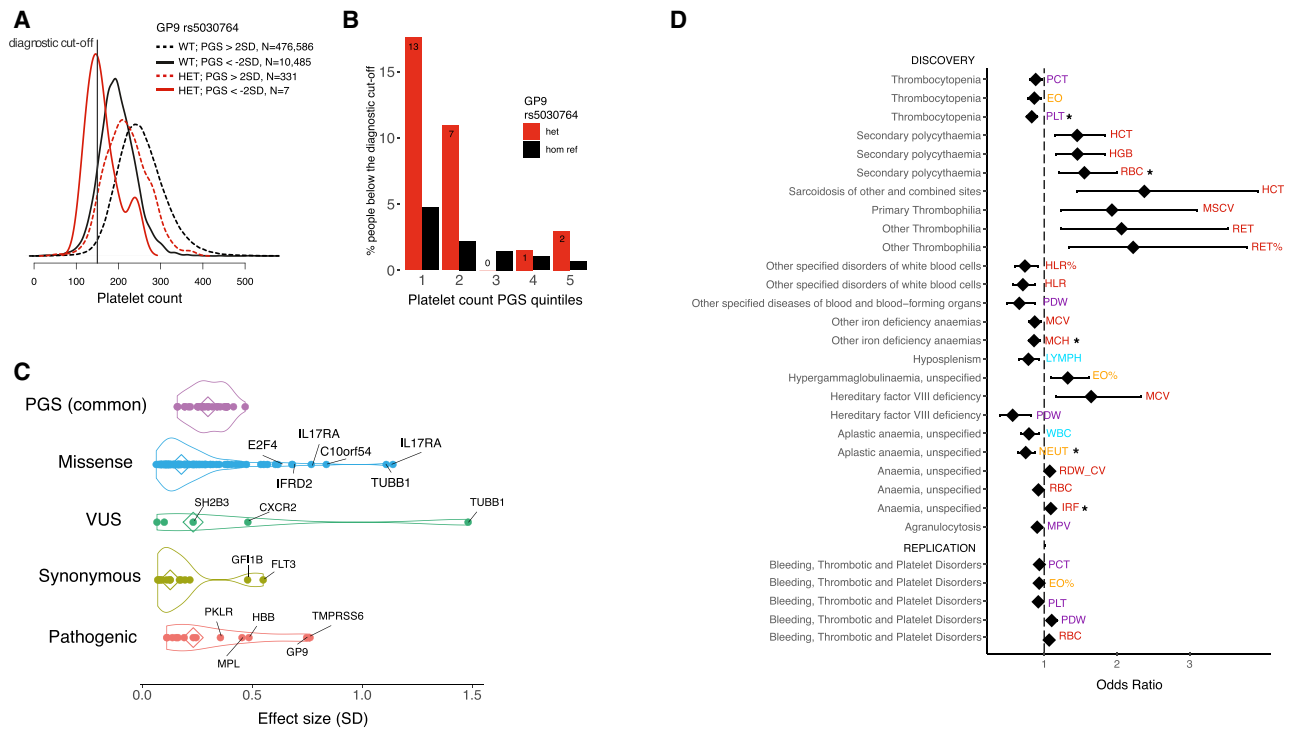 A
GP9 rs5030764
diagnostic cut-off
WT; PGS > 2SD, N=476,586
WT; PGS < -2SD, N=10,485
HET; PGS > 2SD, N=331
HET; PGS < -2SD, N=7
0 100 200 300 400 500
Platelet count
B
% people below the diagnostic cut-off
15
10
5
0
13
7
0
1
2
GP9
rs5030764
het
hom ref
1 2 3 4 5
Platelet count PGS quintiles
C
PGS (common)
Missense
E2F4
IL17RA
C10orf54
IL17RA
IFRD2
TUBB1
VUS
SH2B3
CXCR2
TUBB1
Synonymous
GFI1B
FLT3
Pathogenic
PKLR
HBB
TMPRSS6
MPL
GP9
0.0 0.5 1.0 1.5
Effect size (SD)
D
DISCOVERY
Thrombocytopenia PCT
Thrombocytopenia EO
Thrombocytopenia PLT *
Secondary polycythaemia HCT
Secondary polycythaemia HGB
Secondary polycythaemia RBC *
Sarcoidosis of other and combined sites HCT
Primary Thrombophilia MSCV
Other Thrombophilia RET
Other Thrombophilia RET%
Other specified disorders of white blood cells HLR%
Other specified disorders of white blood cells HLR
Other specified diseases of blood and blood−forming organs PDW
Other iron deficiency anaemias MCV
Other iron deficiency anaemias MCH *
Hyposplenism LYMPH
Hypergammaglobulinaemia, unspecified EO%
Hereditary factor VIII deficiency MCV
Hereditary factor VIII deficiency PDW
Aplastic anaemia, unspecified WBC
Aplastic anaemia, unspecified NEUT *
Anaemia, unspecified RDW_CV
Anaemia, unspecified RBC
Anaemia, unspecified IRF *
Agranulocytosis MPV
REPLICATION
Bleeding, Thrombotic and Platelet Disorders PCT
Bleeding, Thrombotic and Platelet Disorders EO%
Bleeding, Thrombotic and Platelet Disorders PLT
Bleeding, Thrombotic and Platelet Disorders PDW
Bleeding, Thrombotic and Platelet Disorders RBC
1 2 3
Odds Ratio